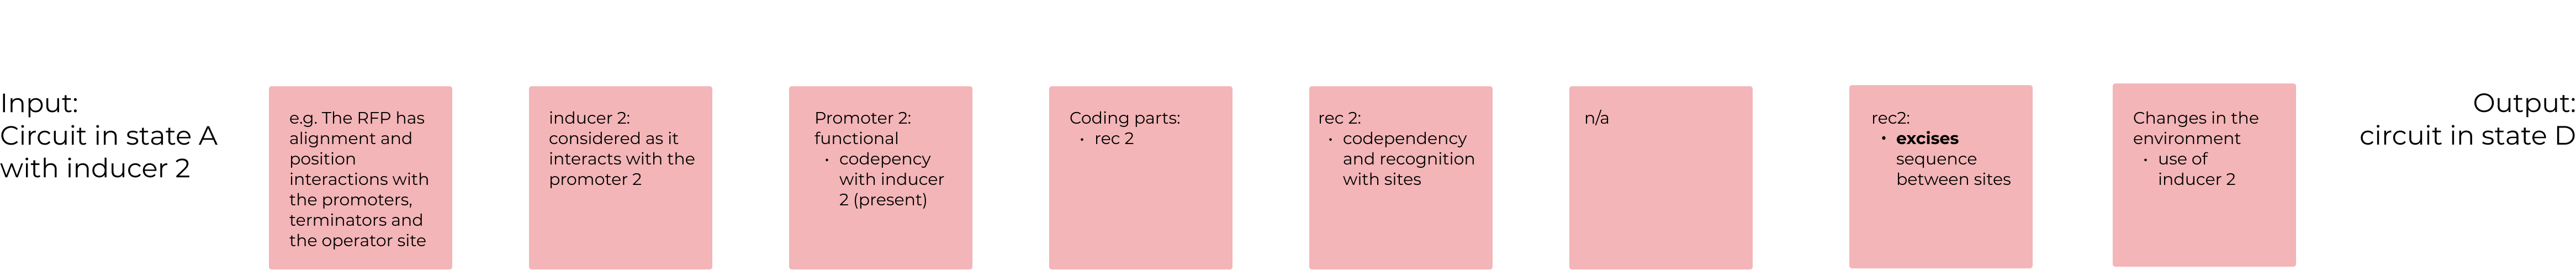 Input:
Circuit in state A
with inducer 2
e.g. The RFP has
alignment and
position
interactions with
the promoters,
terminators and
the operator site
inducer 2:
considered as it
interacts with the
promoter 2
Promoter 2:
functional
• codepency
with inducer
2 (present)
Coding parts:
• rec 2
rec 2:
• codependency
and recognition
with sites
n/a
rec2:
• excises
sequence
between sites
Changes in the
environment
• use of
inducer 2
Output:
circuit in state D